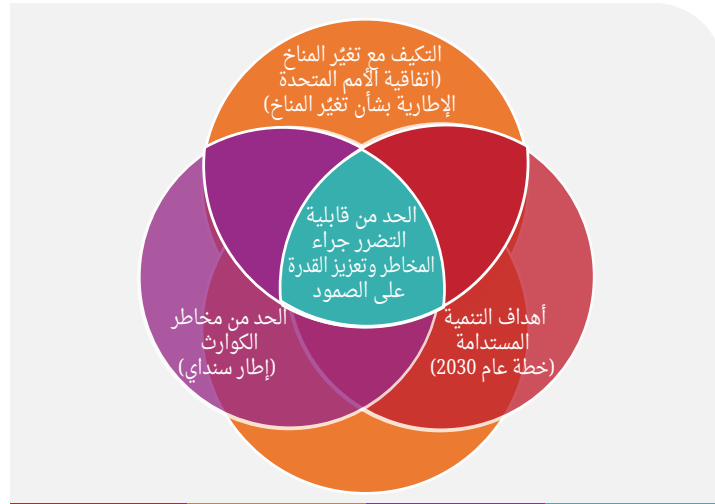 التكيف مع تغيُّر المناخ
(اتفاقية الأمم المتحدة
الإطارية بشأن تغيُّر المناخ)
الحد من قابلية
التضرر جراء
المخاطر وتعزيز القدرة
على الصمود
الحد من مخاطر
الكوارث
(إطار سنداي)
أهداف التنمية
المستدامة
(خطة عام 2030)